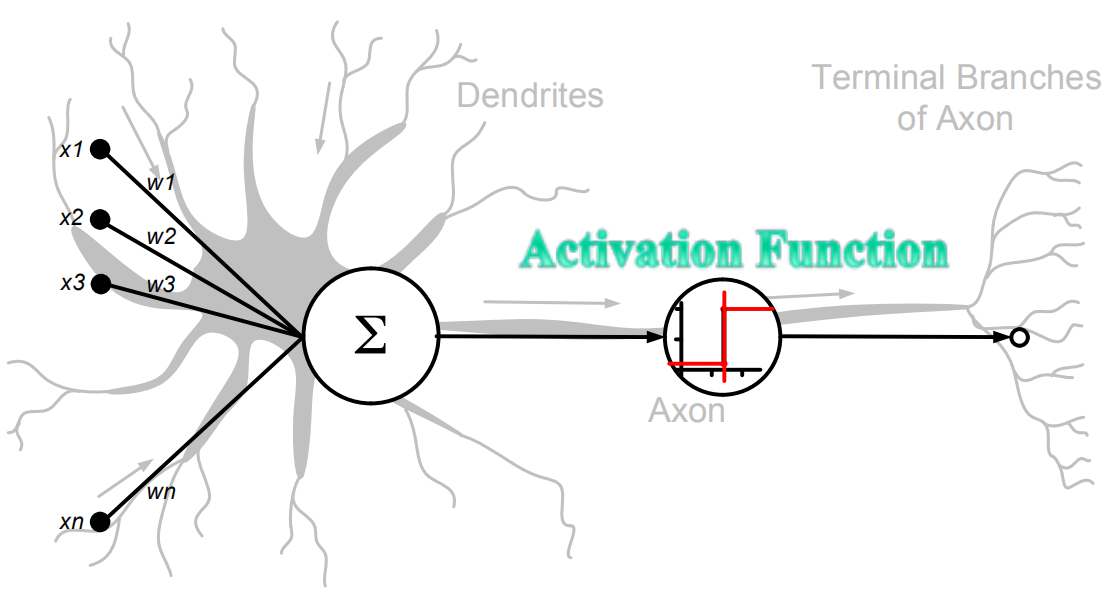 Dendrites
Terminal Branches
of Axon
x1
w1
x2
w2
x3
w3
Activation Function
Σ
Axon
wn
xn